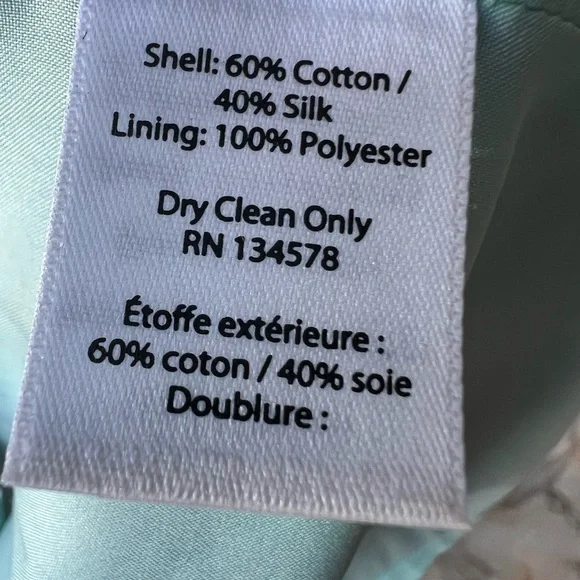 Shell: 60% Cotton /
40% Silk
Lining: 100% Polyester
Dry Clean Only
RN 134578
Étoffe extérieure :
60% coton / 40% soie
Doublure :